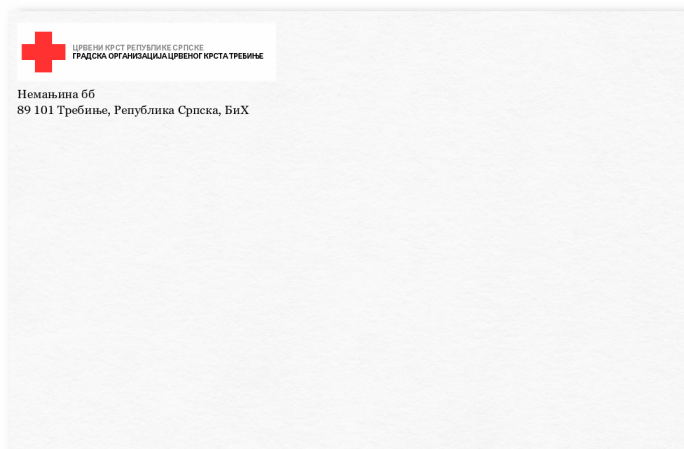 ЦРВЕНИ КРСТ РЕПУБЛИКЕ СРПСКЕ
ГРАДСКА ОРГАНИЗАЦИЈА ЦРВЕНОГ КРСТА ТРЕБИЊЕ
Немањина бб
89 101 Требиње, Република Српска, БиХ